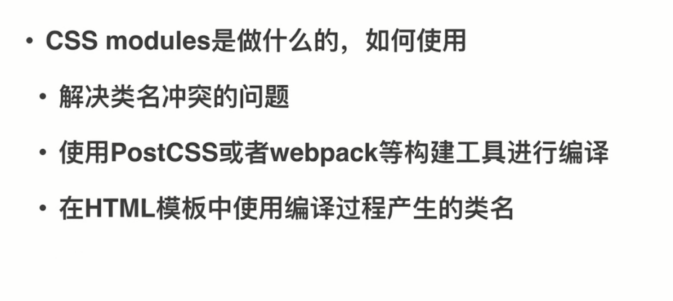 • CSS modules是做什么的，如何使用
• 解决类名冲突的问题
• 使用PostCSS或者webpack等构建工具进行编译
• 在HTML模板中使用编译过程产生的类名